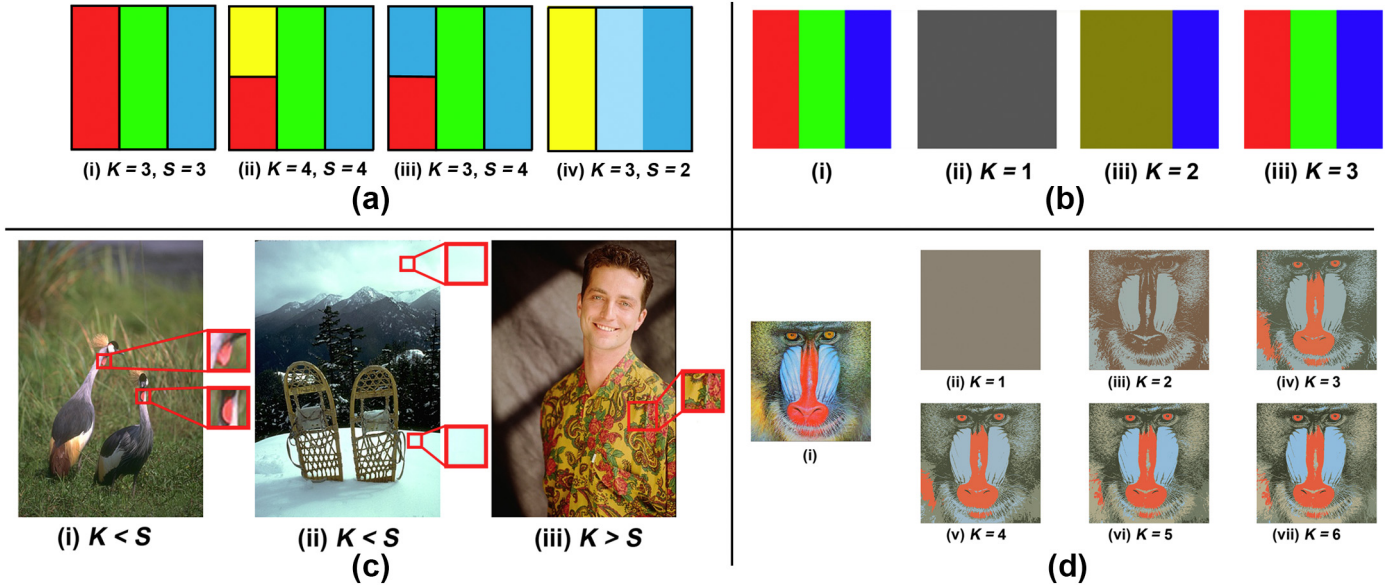 (i) K = 3, S = 3
(ii) K = 4, S = 4
(iii) K = 3, S = 4
(iv) K = 3, S = 2
(a)
(i)
(ii) K = 1
(iii) K = 2
(iii) K = 3
(b)
(i) K < S
(ii) K < S
(iii) K > S
(c)
(i)
(ii) K = 1
(iii) K = 2
(iv) K = 3
(v) K = 4
(vi) K = 5
(vii) K = 6
(d)